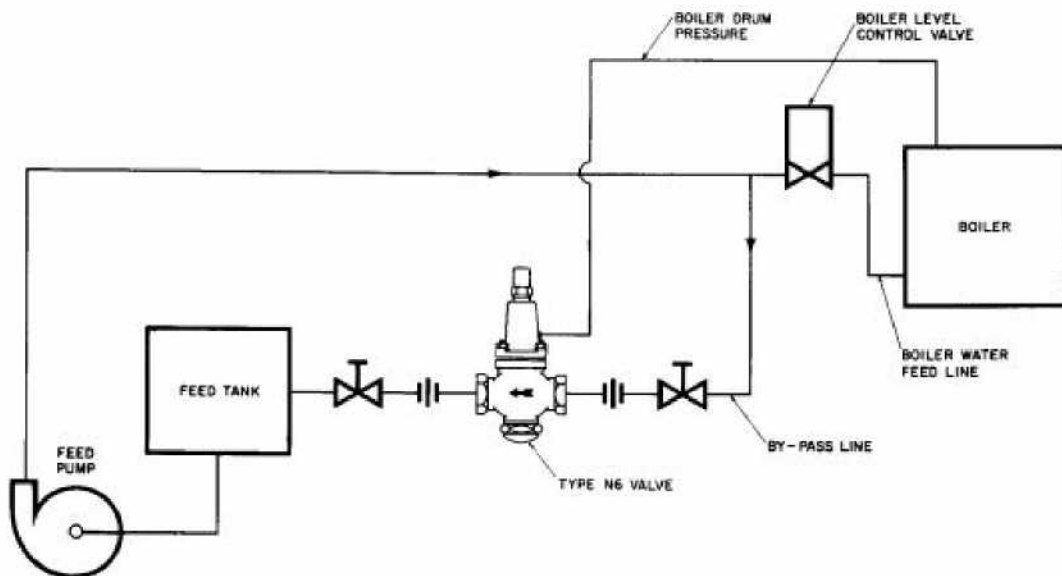 BOILER DRUM
PRESSURE
BOILER LEVEL
CONTROL VALVE
BOILER
FEED TANK
BOILER WATER
FEED LINE
BY-PASS LINE
FEED
PUMP
TYPE N6 VALVE